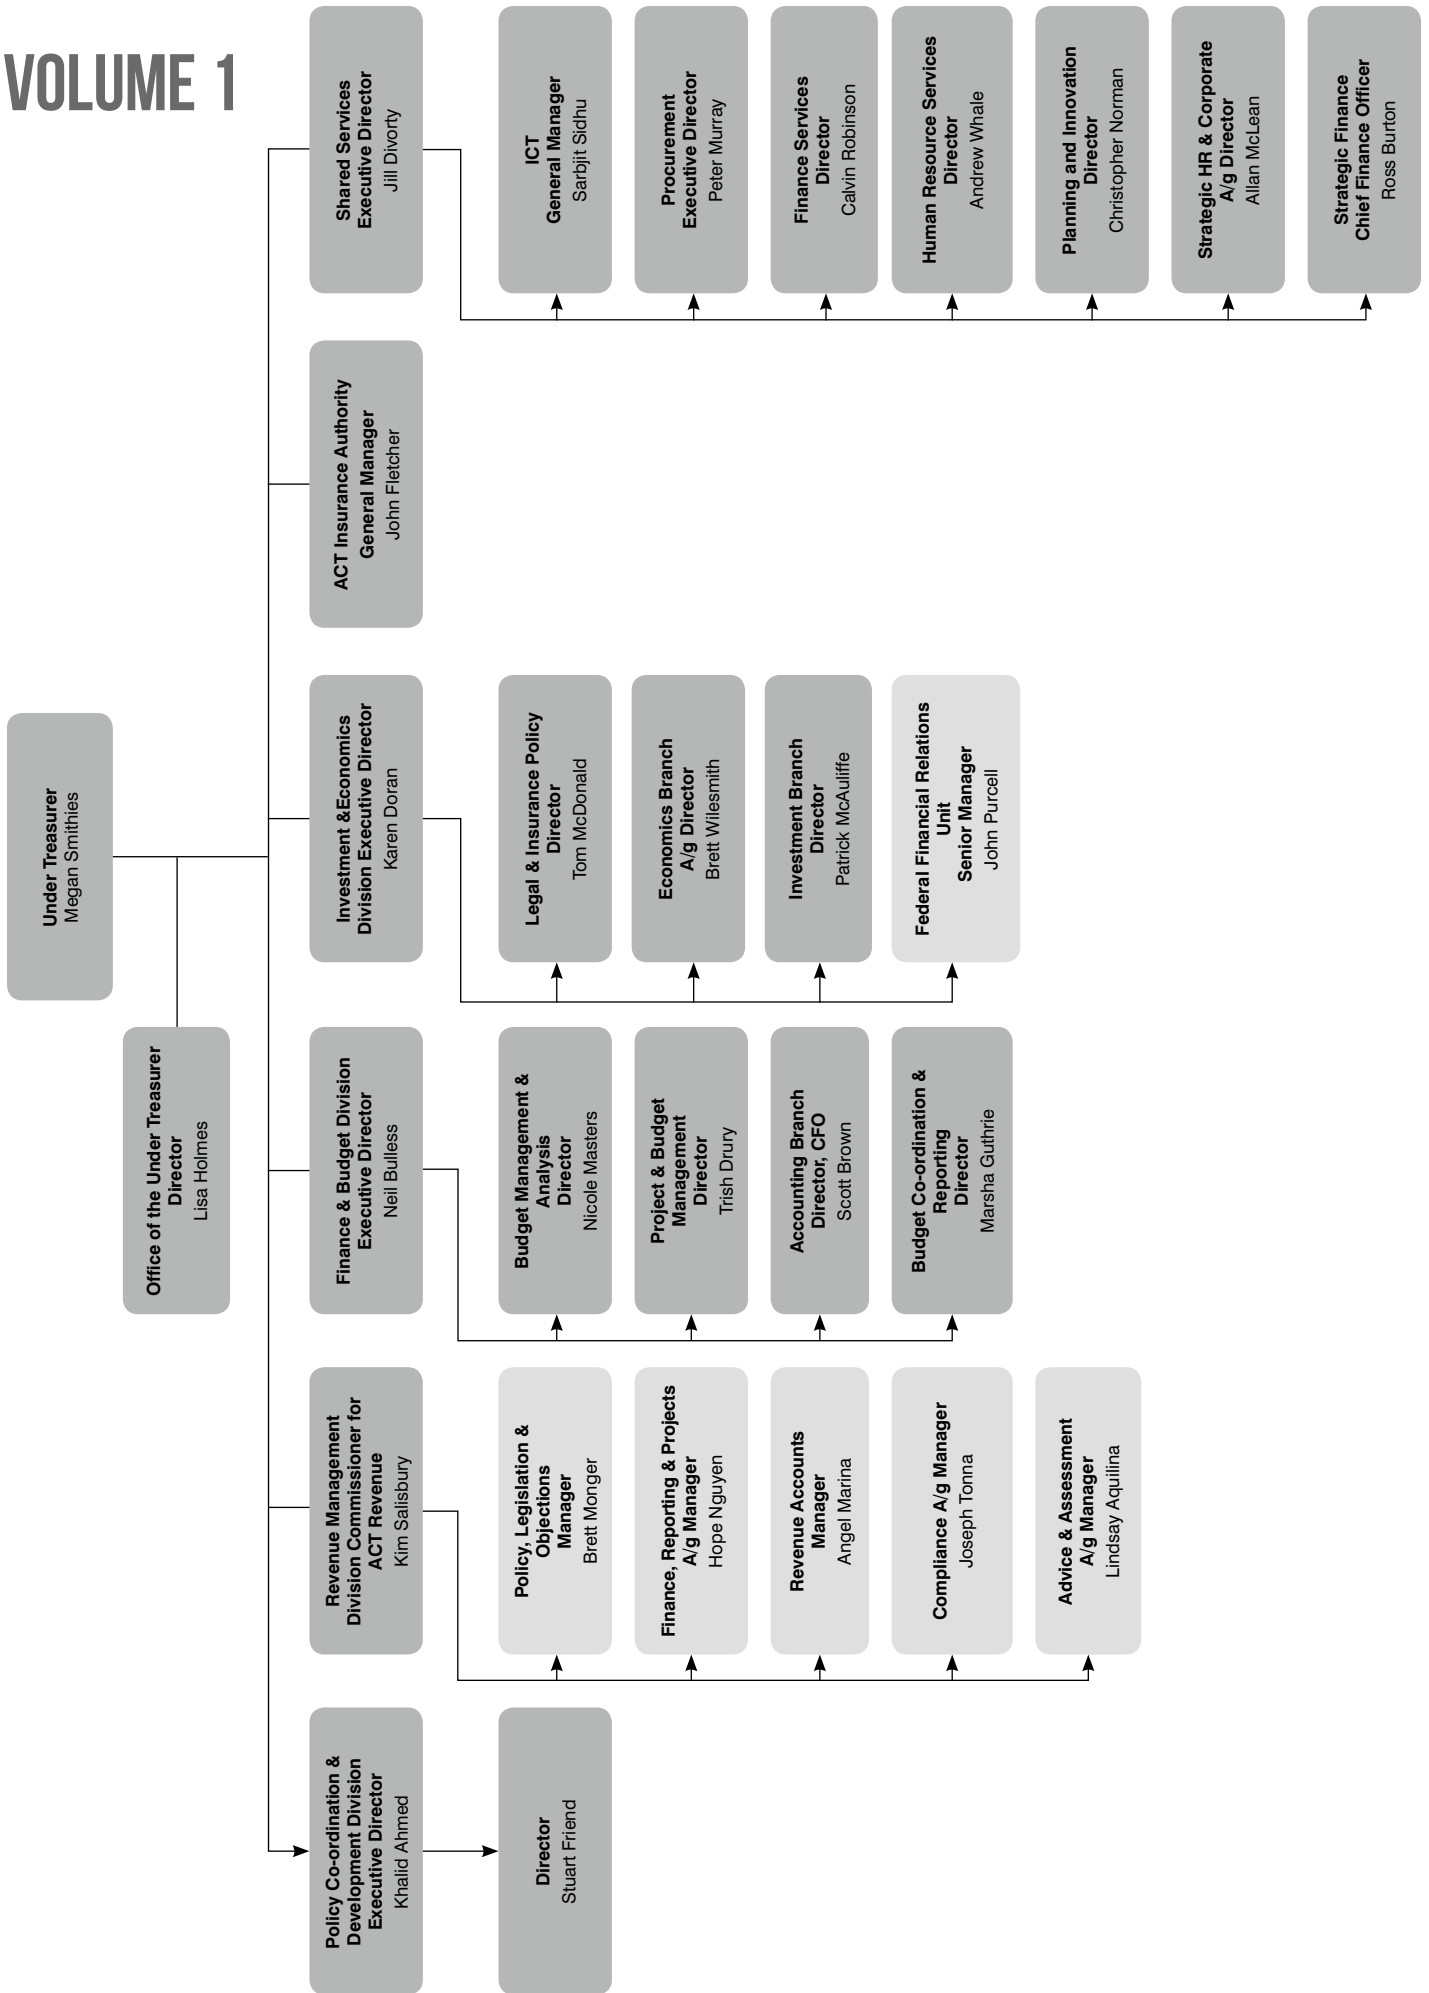 VOLUME 1
Under Treasurer
Megan Smithies
Office of the Under Treasurer
Director
Lisa Holmes
Policy Co-ordination &
Development Division
Executive Director
Khalid Ahmed
Director
Stuart Friend
Revenue Management
Division Commissioner for
ACT Revenue
Kim Salisbury
Policy, Legislation &
Objections
Manager
Brett Monger
Finance, Reporting & Projects
A/g Manager
Hope Nguyen
Revenue Accounts
Manager
Angel Marina
Compliance A/g Manager
Joseph Tonna
Advice & Assessment
A/g Manager
Lindsay Aquilina
Finance & Budget Division
Executive Director
Neil Bulless
Budget Management &
Analysis
Director
Nicole Masters
Project & Budget
Management
Director
Trish Drury
Accounting Branch
Director, CFO
Scott Brown
Budget Co-ordination &
Reporting
Director
Marsha Guthrie
Investment &Economics
Division Executive Director
Karen Doran
Legal & Insurance Policy
Director
Tom McDonald
Economics Branch
A/g Director
Brett Wilesmith
Investment Branch
Director
Patrick McAuliffe
Federal Financial Relations
Unit
Senior Manager
John Purcell
ACT Insurance Authority
General Manager
John Fletcher
Shared Services
Executive Director
Jill Divorty
ICT
General Manager
Sarbjit Sidhu
Procurement
Executive Director
Peter Murray
Finance Services
Director
Calvin Robinson
Human Resource Services
Director
Andrew Whale
Planning and Innovation
Director
Christopher Norman
Strategic HR & Corporate
A/g Director
Allan McLean
Strategic Finance
Chief Finance Officer
Ross Burton